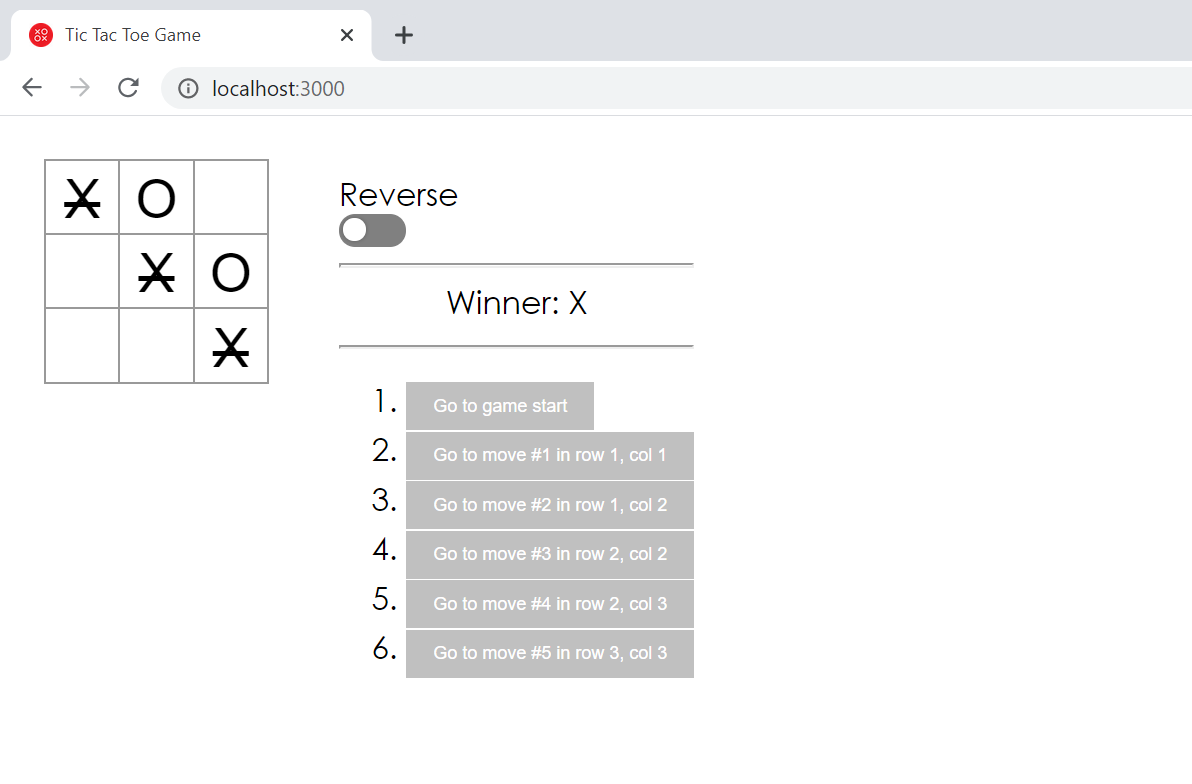 Tic Tac Toe Game
localhost:3000
X O
X O
X
Reverse
Winner: X
1. Go to game start
2. Go to move #1 in row 1, col 1
3. Go to move #2 in row 1, col 2
4. Go to move #3 in row 2, col 2
5. Go to move #4 in row 2, col 3
6. Go to move #5 in row 3, col 3